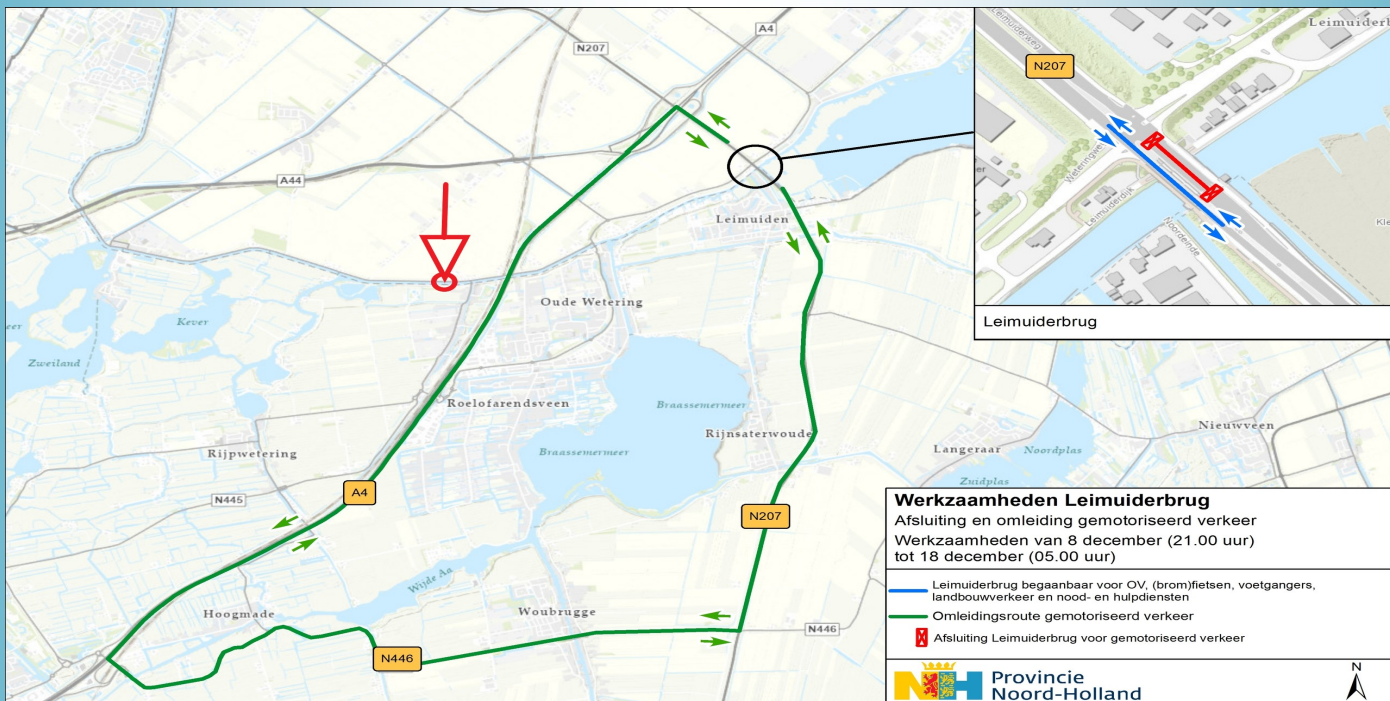 A4
N207
A44
Leimuiden
Oude Wetering
Kever
Zweiland
Roelofarendsveen
Braassemermeer
Rijnsaterwoude
Braassemermeer
Rijpwetering
Langeraar
Noordplas
Nieuwveen
Zuidplas
N445
A4
N207
Wijde Aa
Hoogmade
Woubrugge
N446
N446
N207
Leimuiderweg
Weteringweg
Leimuiderdijk
Noordeinde
Leimuiderbrug
Werkzaamheden Leimuiderbrug
Afsluiting en omleiding gemotoriseerd verkeer
Werkzaamheden van 8 december (21.00 uur)
tot 18 december (05.00 uur)
Leimuiderbrug begaanbaar voor OV, (brom)fietsen, voetgangers,
landbouwverkeer en nood- en hulpdiensten
Omleidingsroute gemotoriseerd verkeer
Afsluiting Leimuiderbrug voor gemotoriseerd verkeer
NH
Provincie
Noord-Holland
N